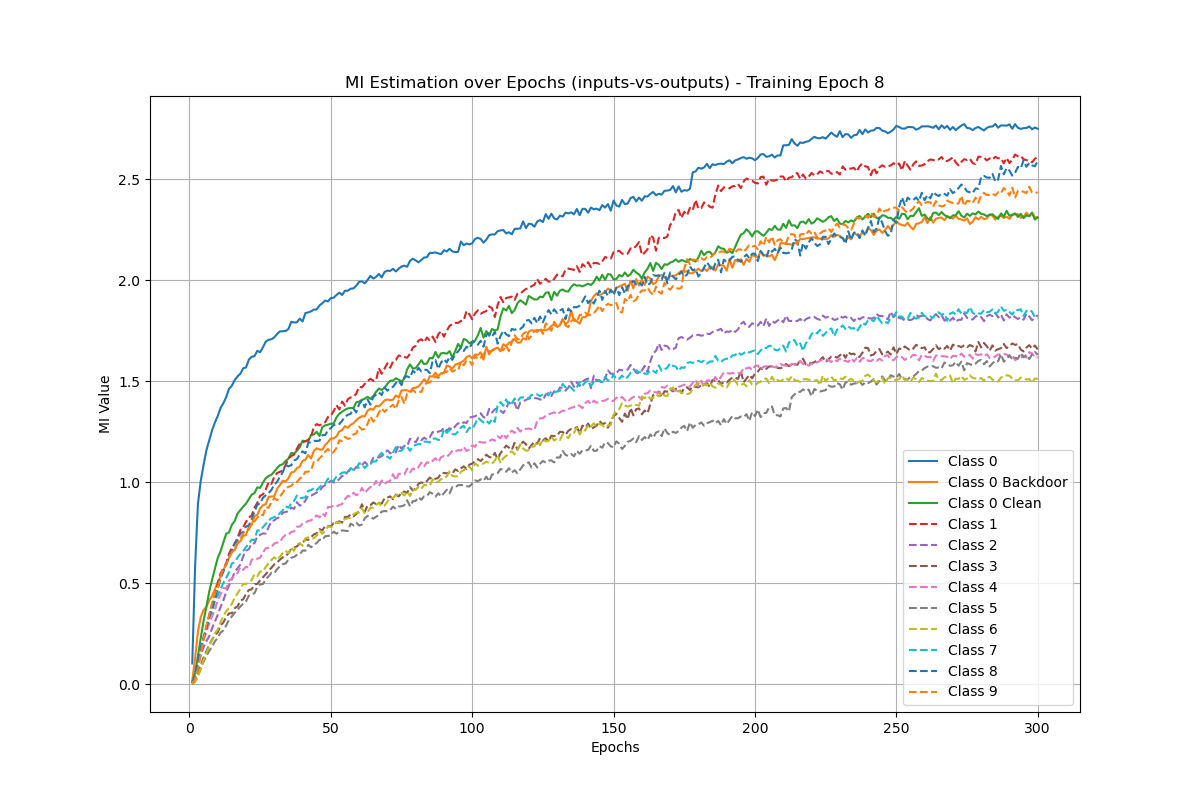 MI Estimation over Epochs (inputs-vs-outputs) - Training Epoch 8
MI Value
2.5
2.0
1.5
1.0
0.5
0.0
0
50
100
150
200
250
300
Epochs
Class 0
Class 0 Backdoor
Class 0 Clean
Class 1
Class 2
Class 3
Class 4
Class 5
Class 6
Class 7
Class 8
Class 9